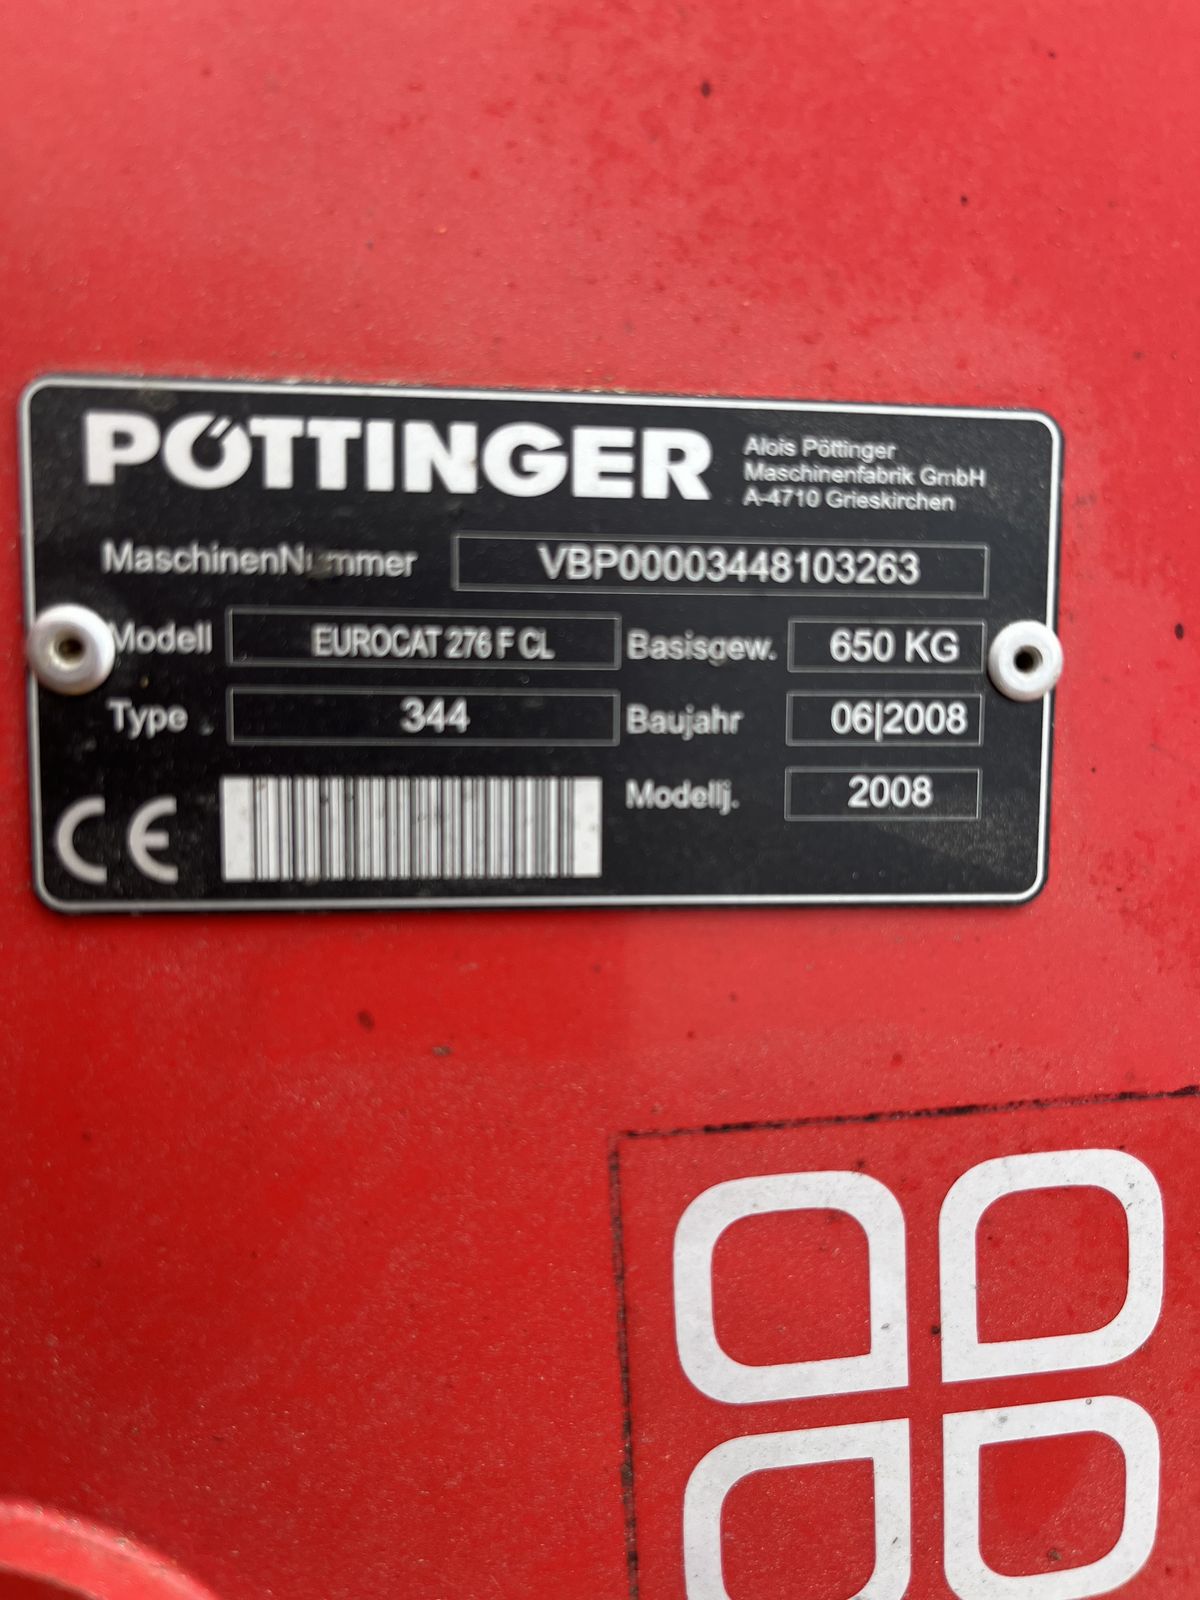 PÖTTINGER
Alois Pöttinger
Maschinenfabrik GmbH
A-4710 Grieskirchen
MaschinenNummer VBP00003448103263
Modell EUROCAT 276 F CL Basisgew. 650 KG
Type 344 Baujahr 06|2008
Modellj. 2008
CE